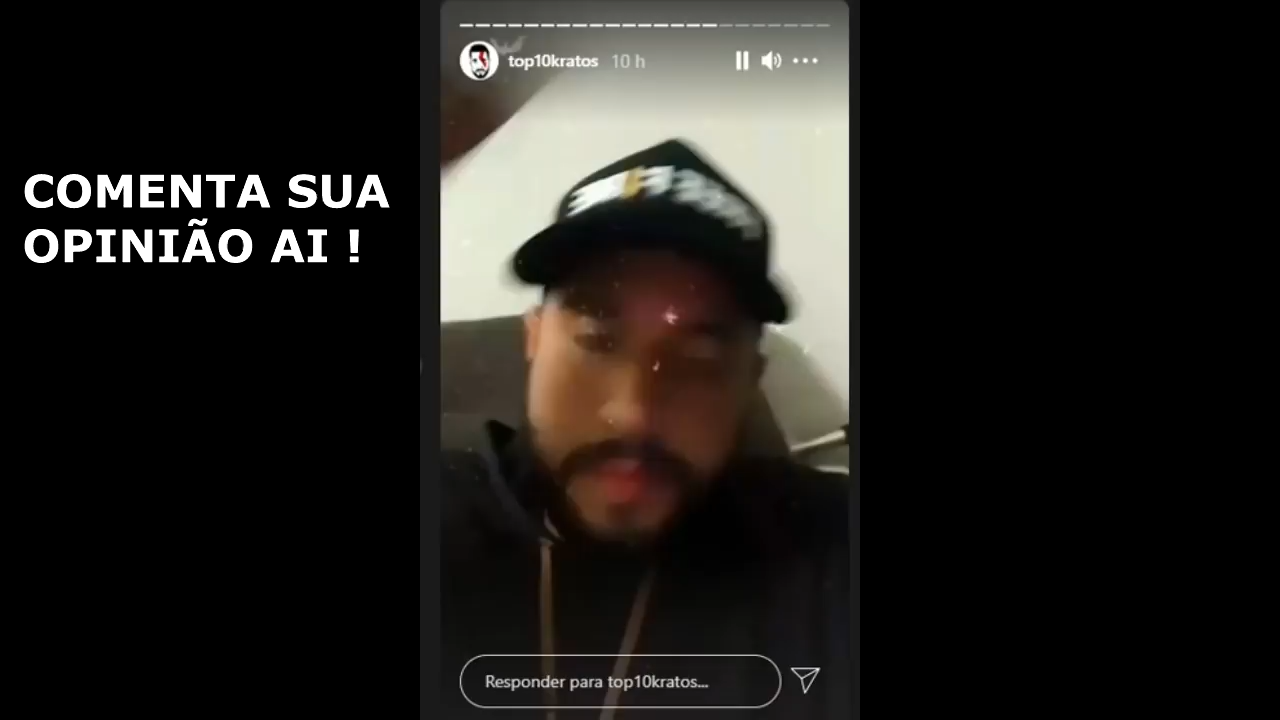 COMENTA SUA
OPINIÃO AI !
top10kratos 10 h
Responder para top10kratos...